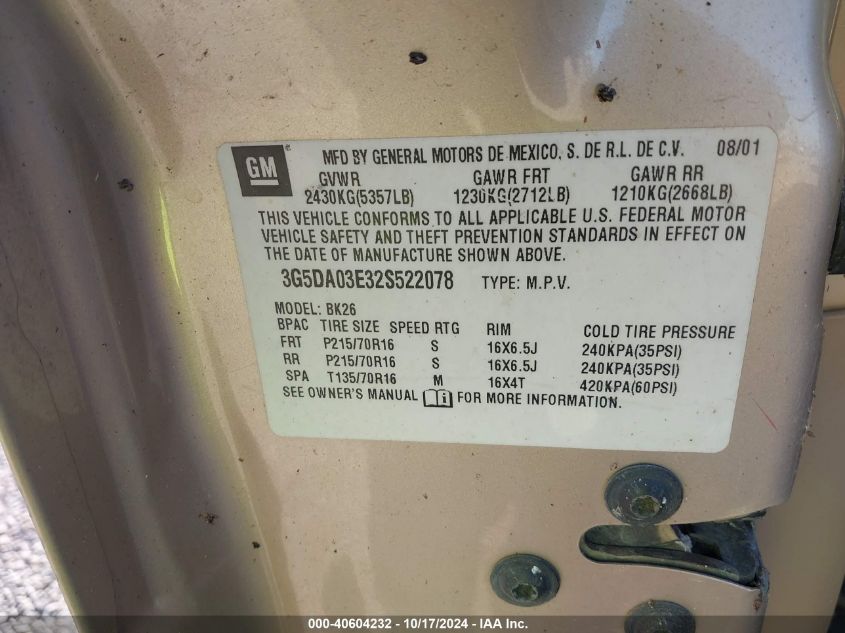 GM
MFD BY GENERAL MOTORS DE MEXICO, S. DE R.L. DE C.V. 08/01
GVWR GAWR FRT GAWR RR
2430KG(5357LB) 1230KG(2712LB) 1210KG(2668LB)
THIS VEHICLE CONFORMS TO ALL APPLICABLE U.S. FEDERAL MOTOR
VEHICLE SAFETY AND THEFT PREVENTION STANDARDS IN EFFECT ON
THE DATE OF MANUFACTURE SHOWN ABOVE.
3G5DA03E32S522078 TYPE: M.P.V.
MODEL: BK26
BPAC TIRE SIZE SPEED RTG RIM COLD TIRE PRESSURE
FRT P215/70R16 S 16X6.5J 240KPA(35PSI)
RR P215/70R16 S 16X6.5J 240KPA(35PSI)
SPA T135/70R16 M 16X4T 420KPA(60PSI)
SEE OWNER'S MANUAL FOR MORE INFORMATION.
000-40604232 - 10/17/2024 - IAAI Inc.